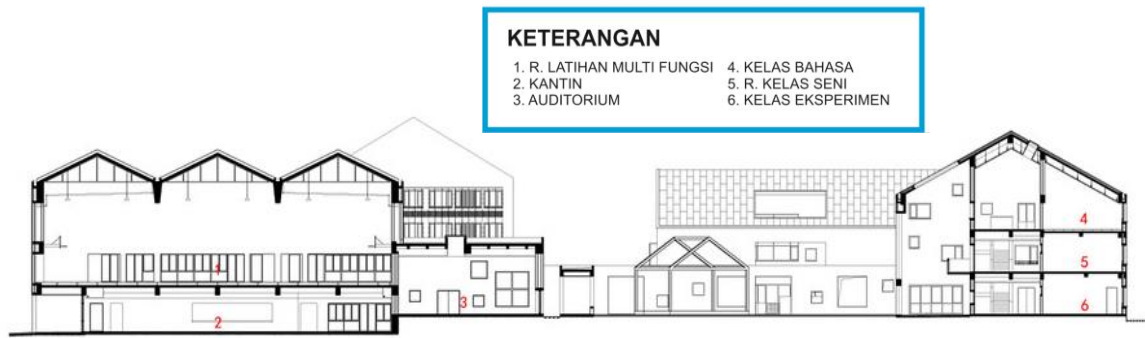 KETERANGAN
1. R. LATIHAN MULTI FUNGSI
2. KANTIN
3. AUDITORIUM
4. KELAS BAHASA
5. R. KELAS SENI
6. KELAS EKSPERIMEN
4
5
1
3
6
2